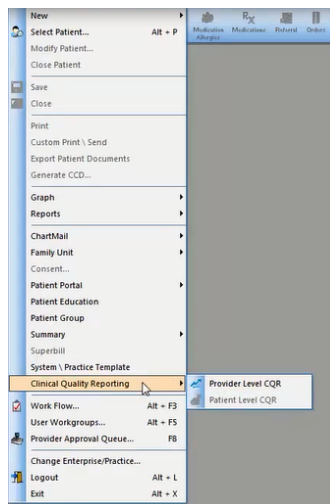 New
Select Patient... Alt + P
Modify Patient...
Close Patient
Save
Close
Print
Custom Print \ Send
Export Patient Documents
Generate CCD...
Graph
Reports
ChartMail
Family Unit
Consent...
Patient Portal
Patient Education
Patient Group
Summary
Superbill
System \ Practice Template
Clinical Quality Reporting
Work Flow... Alt + F3
User Workgroups... Alt + F5
Provider Approval Queue... F8
Change Enterprise/Practice...
Logout Alt + L
Exit Alt + X
Medication Allergies
Medications
Referral
Orders
Provider Level CQR
Patient Level CQR